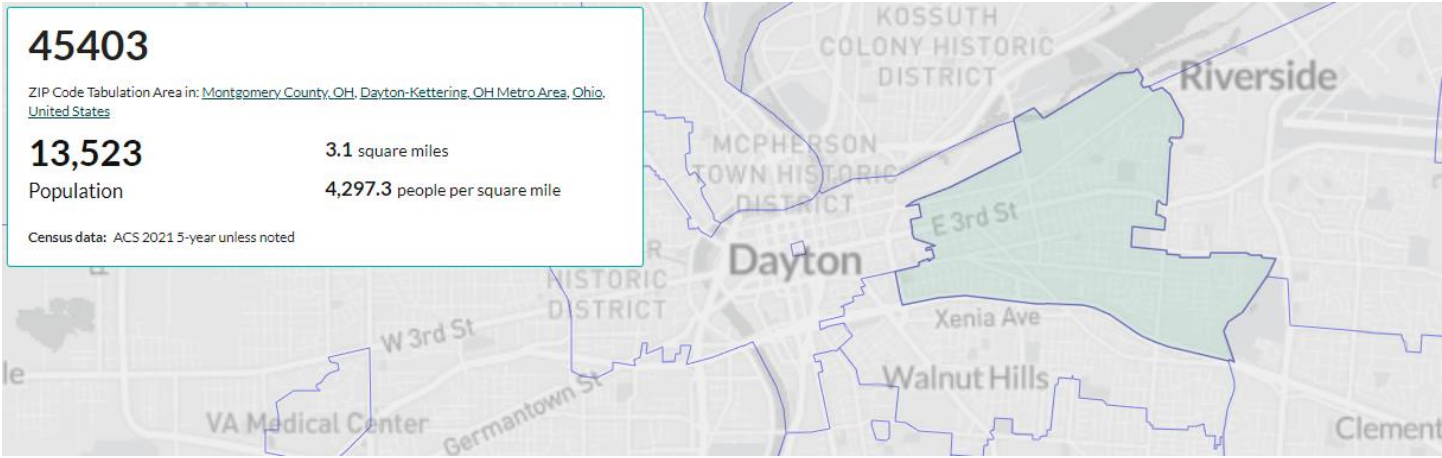 45403
ZIP Code Tabulation Area in: Montgomery County, OH, Dayton-Kettering, OH Metro Area, Ohio,
United States
13,523
Population
3.1 square miles
4,297.3 people per square mile
Census data: ACS 2021 5-year unless noted
KOSSUTH
COLONY HISTORIC
DISTRICT
Riverside
MCPHERSON
TOWN HISTORIC
DISTRICT
E 3rd St
Dayton
HISTORIC
DISTRICT
Xenia Ave
W 3rd St
Walnut Hills
VA Medical Center
Germantown St
Clement